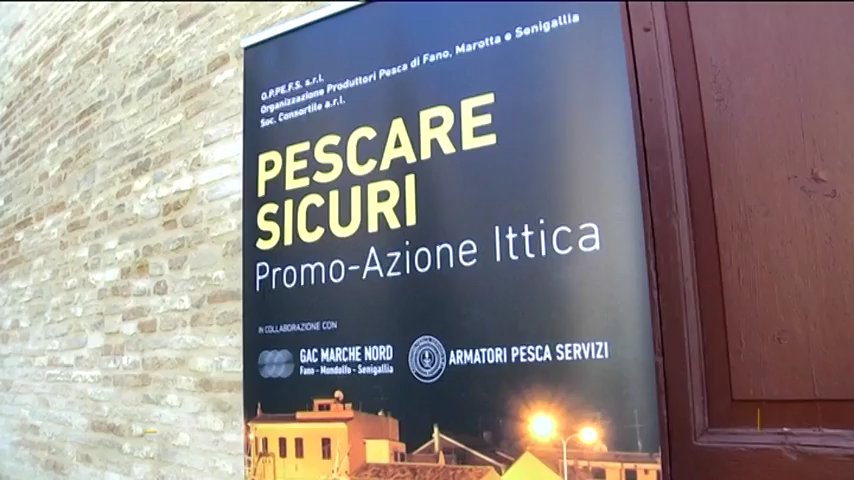 O.P.PE.F.S. a.r.l.
Organizzazione Produttori Pesca di Fano, Marotta e Senigallia
Soc. Consortile a.r.l.
PESCARE
SICURI
Promo-Azione Ittica
IN COLLABORAZIONE CON
GAC MARCHE NORD
Fano - Mondolfo - Senigallia
ARMATORI PESCA SERVIZI